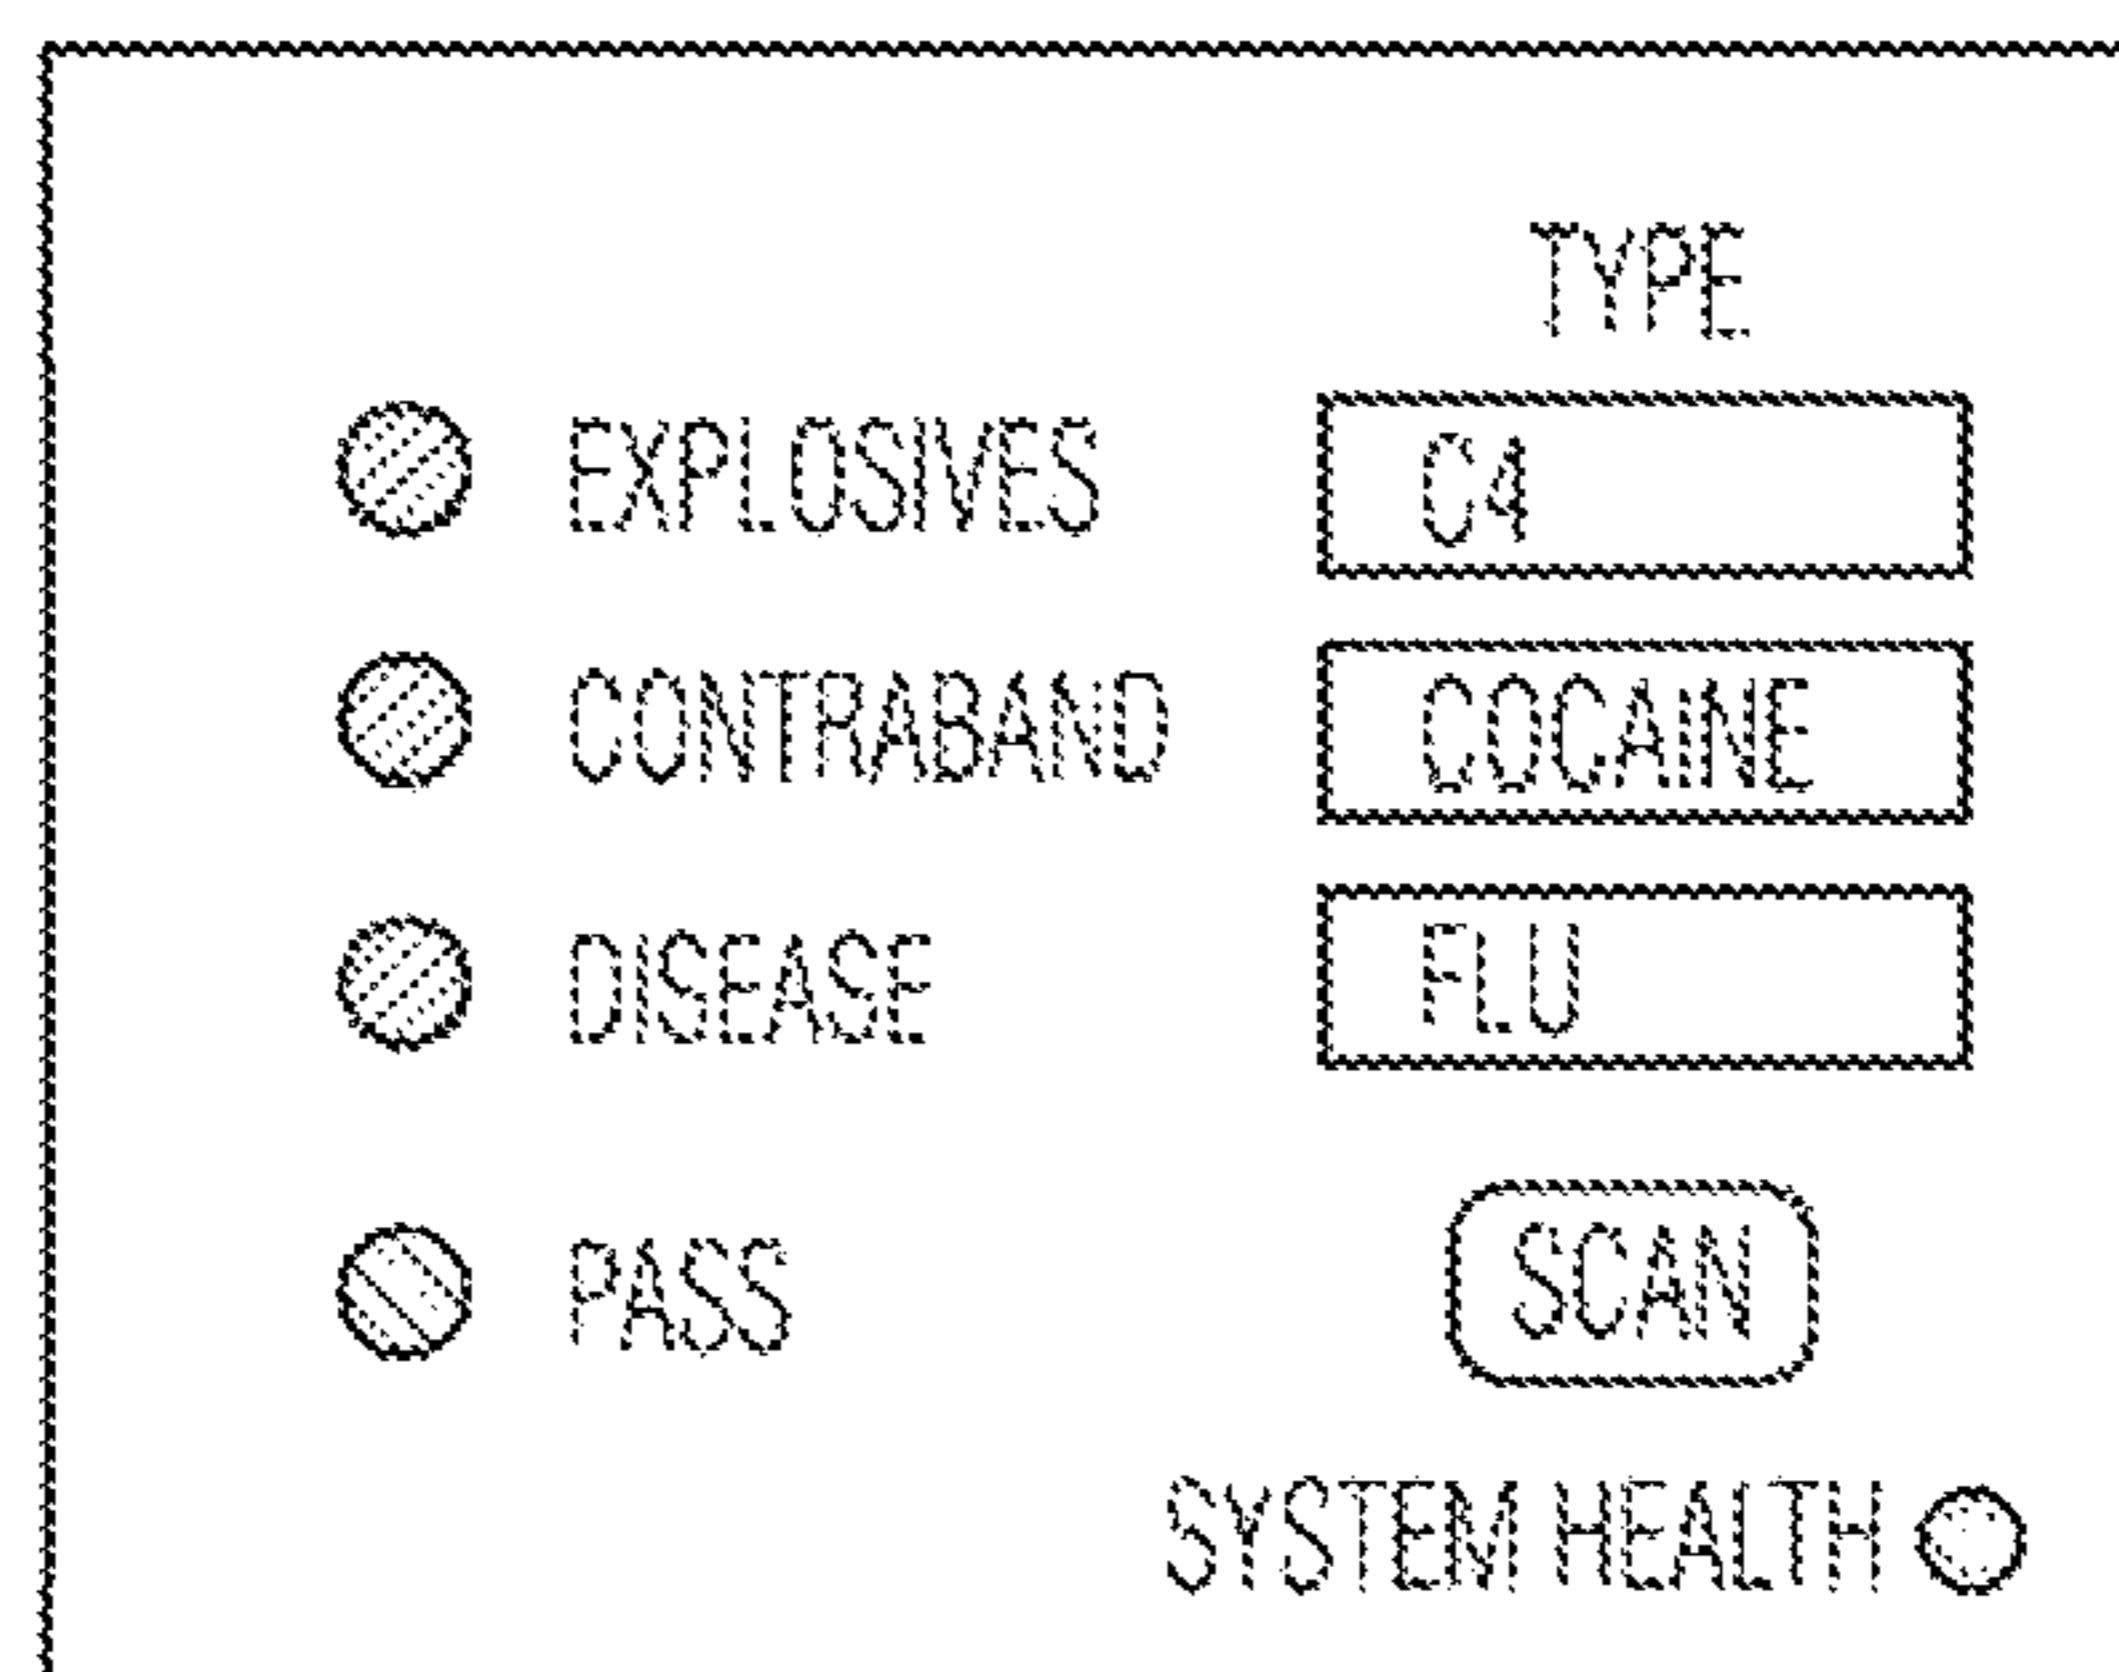 TYPE
EXPLOSIVES C4
CONTRABAND COCAINE
DISEASE FLU
PASS SCAN
SYSTEM HEALTH